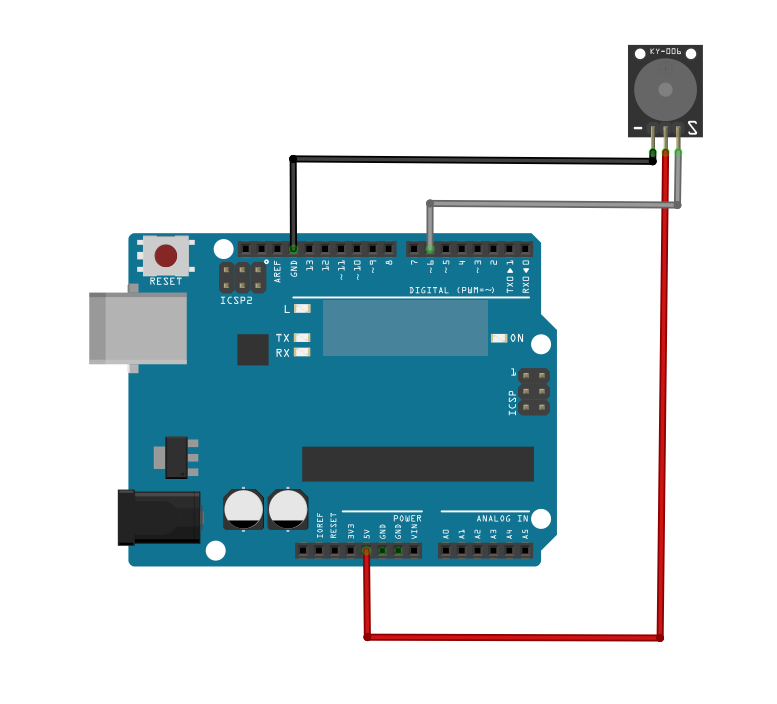 KY-006
- S
RESET
ICSP2
AREF
GND
13
12
~11
~10
~9
8
7
~6
~5
4
~3
2
TX0▶1
RX0◀0
DIGITAL (PWM=~)
L
TX
RX
ON
1
ICSP
POWER
ANALOG IN
IOREF
RESET
3V3
5V
GND
GND
VIN
A0
A1
A2
A3
A4
A5